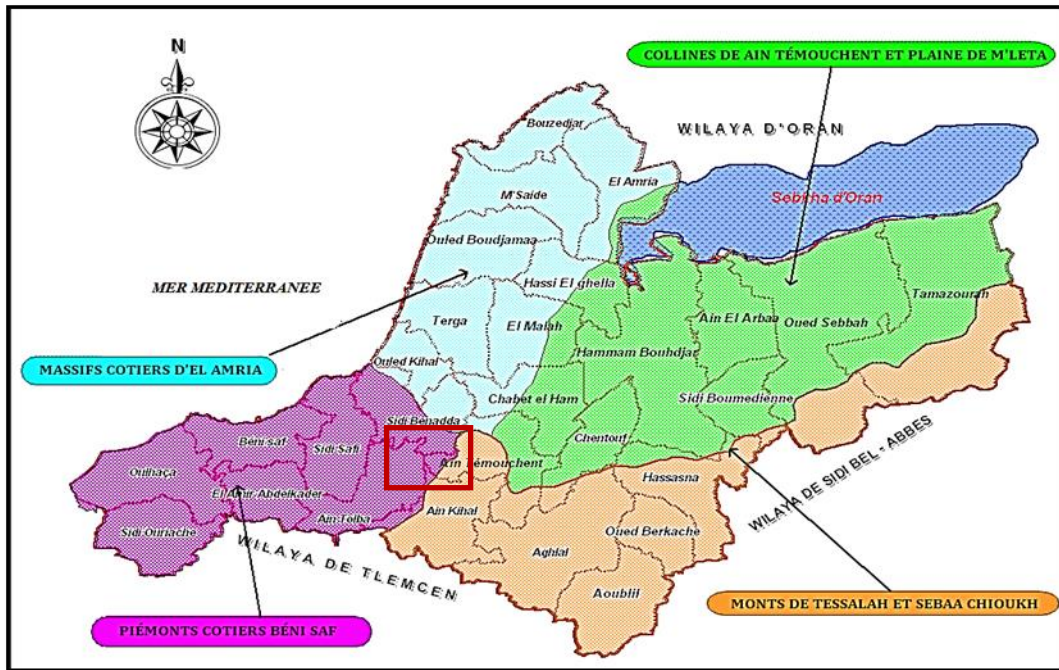 COLLINES DE AIN TÉMOUCHENT ET PLAINE DE M'LETA
N
Bouzedjar
WILAYA D'ORAN
El Amria
M'Saide
Sebkha d'Oran
Ouled Boudjamaa
Hassi El ghella
MER MEDITERRANEE
Tamazourah
Terga
El Malah
Ain El Arbaa
Oued Sebbah
Hammam Bouhdjar
Ouled Kihal
MASSIFS COTIERS D'EL AMRIA
Chabet el Ham
Sidi Boumedienne
Sidi Benadda
Béni saf
Sidi Safi
Chentouf
Ain Témouchent
Oulhaça
Hassasna
El Amir Abdelkader
Ain Tolba
Ain Kihal
Sidi Ouriache
Oued Berkache
WILAYA DE SIDI BEL - ABBES
Aghlal
WILAYA DE TLEMCEN
Aoublil
MONTS DE TESSALAH ET SEBAA CHIOUKH
PIÉMONTS COTIERS BÉNI SAF